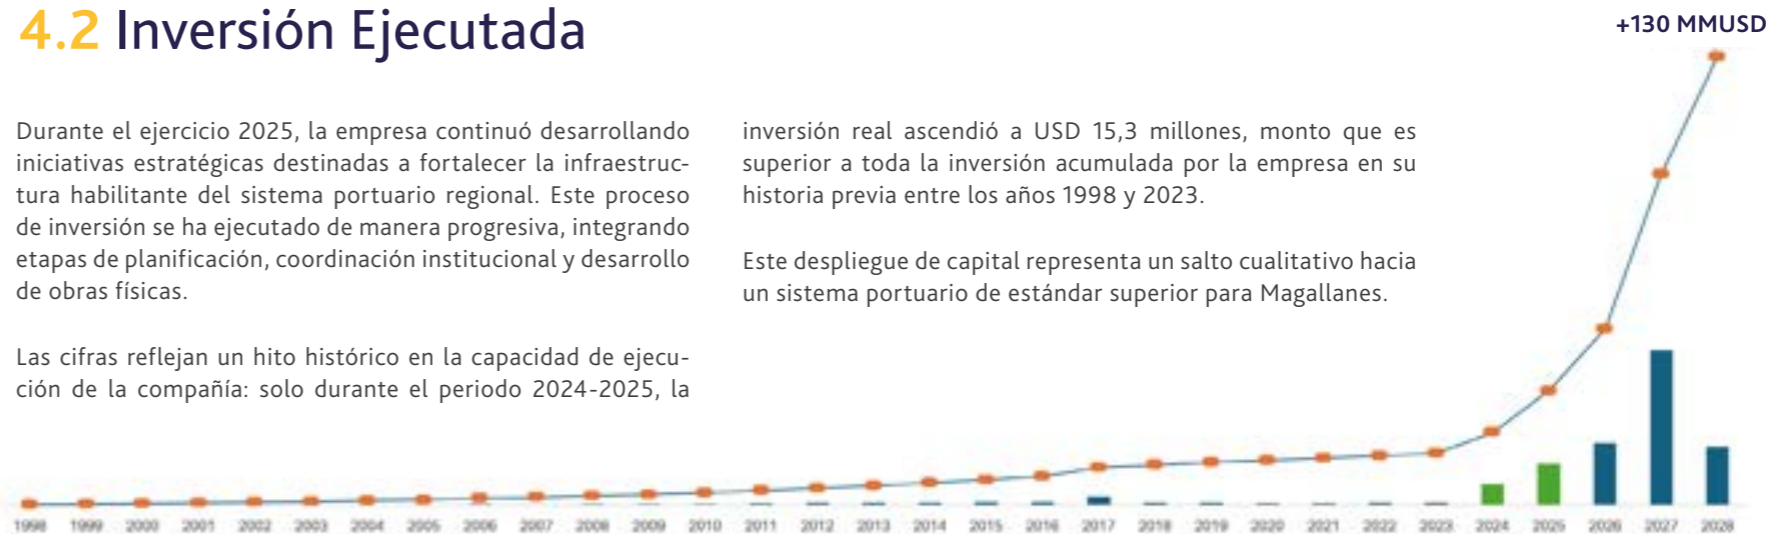 4.2 Inversión Ejecutada
Durante el ejercicio 2025, la empresa continuó desarrollando
iniciativas estratégicas destinadas a fortalecer la infraestruc-
tura habilitante del sistema portuario regional. Este proceso
de inversión se ha ejecutado de manera progresiva, integrando
etapas de planificación, coordinación institucional y desarrollo
de obras físicas.
Las cifras reflejan un hito histórico en la capacidad de ejecu-
ción de la compañía: solo durante el periodo 2024-2025, la
inversión real ascendió a USD 15,3 millones, monto que es
superior a toda la inversión acumulada por la empresa en su
historia previa entre los años 1998 y 2023.
Este despliegue de capital representa un salto cualitativo hacia
un sistema portuario de estándar superior para Magallanes.
+130 MMUSD
1998 1999 2000 2001 2002 2003 2004 2005 2006 2007 2008 2009 2010 2011 2012 2013 2014 2015 2016 2017 2018 2019 2020 2021 2022 2023 2024 2025 2026 2027 2028